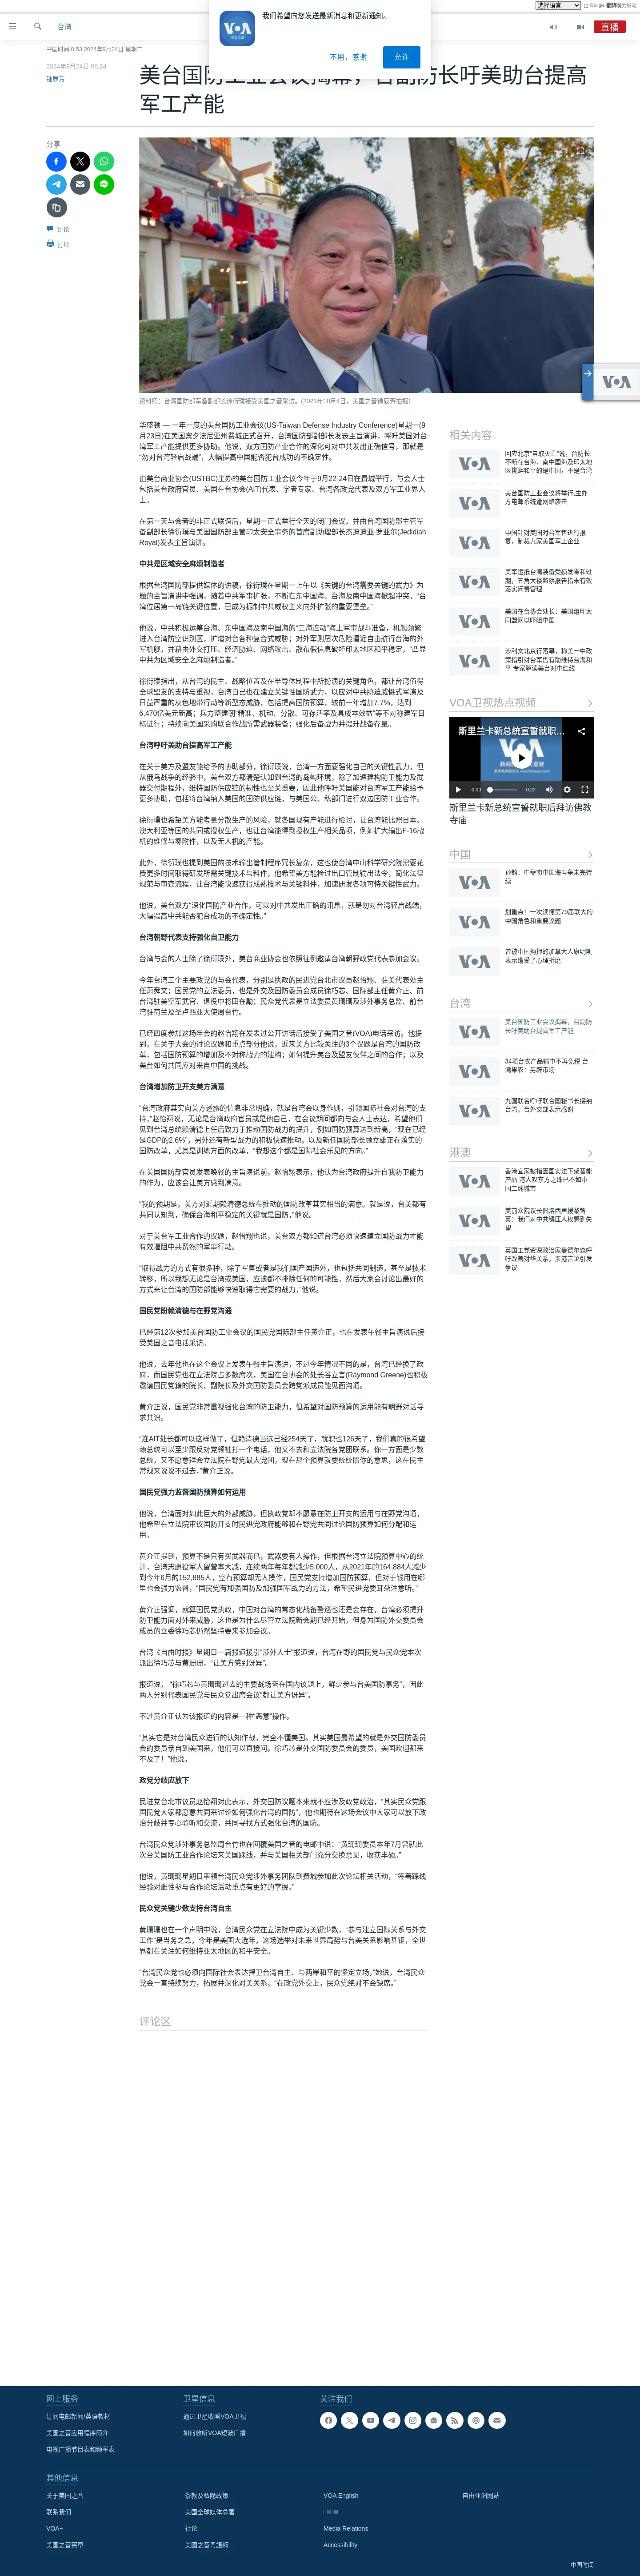 选择语言
由 Google 翻译强力驱动
我们希望向您发送最新消息和更新通知。
不用，感谢
允许
台湾
直播
中国时间 8:53 2024年9月24日 星期二
2024年9月24日 08:24
锺辰芳
美台国防工业会议揭幕，台副防长吁美助台提高
军工产能
分享
评论
打印
资料照：台湾国防部军备副部长徐衍璞接受美国之音采访。(2023年10月4日，美国之音锺辰芳拍摄)
华盛顿 — 一年一度的美台国防工业会议(US-Taiwan Defense Industry Conference)星期一(9
月23日)在美国宾夕法尼亚州费城正式召开，台湾国防部副部长发表主旨演讲，呼吁美国对台
湾军工产能提供更多协助。他说，双方国防产业合作的深化可对中共发出正确信号，那就是
“勿对台湾轻启战端”，大幅提高中国能否犯台成功的不确定性。
由美台商业协会(USTBC)主办的美台国防工业会议今年于9月22-24日在费城举行，与会人士
包括美台政府官员、美国在台协会(AIT)代表、学者专家、台湾各政党代表及双方军工业界人
士。
在第一天与会者的非正式联谊后，星期一正式举行全天的闭门会议，并由台湾国防部主管军
备副部长徐衍璞与美国国防部主管印太安全事务的首席副助理部长杰迪迪亚·罗亚尔(Jedidiah
Royal)发表主旨演讲。
中共是区域安全麻烦制造者
根据台湾国防部提供媒体的讲稿，徐衍璞在星期一上午以《关键的台湾需要关键的武力》为
题的主旨演讲中强调，随着中共军事扩张，不断在东中国海、台海及南中国海掀起冲突，“台
湾位居第一岛链关键位置，已成为扼制中共威权主义向外扩张的重要堡垒。”
他说，中共积极运筹台海、东中国海及南中国海的“三海连动”海上军事战斗准备，机舰频繁
进入台湾防空识别区，扩增对台各种复合式威胁；对外军则屡次危险逼近自由航行台海的外
军机舰，并藉由外交打压、经济胁迫、网络攻击、散布假信息破坏印太地区和平稳定，“凸显
中共为区域安全之麻烦制造者。”
徐衍璞指出，从台湾的民主、战略位置及在半导体制程中所扮演的关键角色，都让台湾值得
全球盟友的支持与重视，台湾自己也在建立关键性国防武力，以应对中共胁迫威慑式军演及
日益严重的灰色地带行动等新型态威胁，包括提高国防预算，较前一年增加7.7%，达到
6,470亿美元新高；兵力整建朝“精准、机动、分散、可存活率及具成本效益”等不对称建军目
标进行；持续向美国采购联合作战所需武器装备；强化后备战力并提升战备存量。
台湾呼吁美助台提高军工产能
在关于美方及盟友能给予的协助部分，徐衍璞说，台湾一方面要强化自己的关键性武力，但
从俄乌战争的经验中，美台双方都清楚认知到台湾的岛屿环境，除了加速建构防卫能力及武
器交付期程外，维持国防供应链的韧性也至关重要，因此他呼吁美国能对台湾军工产能给予
更多协助，包括将台湾纳入美国的国防供应链，与美国公、私部门进行双边国防工业合作。
徐衍璞也希望美方能考量分散生产的风险，就各国现有产能进行检讨，让台湾能比照日本、
澳大利亚等国的共同或授权生产，也让台湾能得到授权生产相关品项，例如扩大输出F-16战
机的维修与零附件，以及无人机的产能。
此外，徐衍璞也提到美国的技术输出管制程序冗长复杂，这也使台湾中山科学研究院需要花
费更多时间取得研发所需关键技术与料件，他希望美方能检讨出口管制输出法令，简化法律
规范与审查流程，让台湾能快速获得成熟技术与关键料件，加速研发各项可恃关键性武力。
他说，美台双方“深化国防产业合作，可以对中共发出正确的讯息，就是勿对台湾轻启战端，
大幅提高中共能否犯台成功的不确定性。”
台湾朝野代表支持强化自卫能力
台湾与会的人士除了徐衍璞外，美台商业协会也依照往例邀请台湾朝野政党代表参加会议。
今年台湾三个主要政党的与会代表，分别是执政的民进党台北市议员赵怡翔、驻美代表处主
任萧舜文；国民党的立法委员，也是外交及国防委员会成员徐巧芯、国际部主任黄介正、前
台湾驻美空军武官、退役中将田在勱；民众党代表是立法委员黄珊珊及涉外事务总监、前台
湾驻荷兰及圣卢西亚大使周台竹。
已经四度参加这场年会的赵怡翔在发表过公开讲话后接受了美国之音(VOA)电话采访。他提
到，在关于大会的讨论议题和重点部分他说，近来美方比较关注的3个议题是台湾的国防改
革、包括国防预算的增加及不对称战力的建构；如何提升美台及盟友伙伴之间的合作；以及
美台如何共同应对来自中国的挑战。
台湾增加防卫开支美方满意
“台湾政府其实向美方透露的信息非常明确，就是台湾会以身作则，引领国际社会对台湾的支
持，”赵怡翔说，无论是台湾政府官员或是他自己，在会议期间都向与会人士表达，希望他们
见到台湾总统赖清德上任后致力于推动国防战力的提升，例如国防预算达到新高，“现在已经
是GDP的2.6%”，另外还有新型战力的积极快速推动，以及新任国防部长顾立雄正在落实的
国防改革，尤其是训练方面的改革，“我想这个都是国际社会乐见的方向。”
在美国国防部官员发表晚餐的主旨演说前，赵怡翔表示，他认为台湾政府提升自我防卫能力
的作为，应该会让美方感到满意。
“我的预期是，美方对近期赖清德总统在推动的国防改革其实相当的满意。就是说，台美都有
共同认知到，确保台海和平稳定的关键就是国防，”他说。
对于美台军工业合作的议题，赵怡翔也说，美台双方都知道台湾必须快速建立国防战力才能
有效遏阻中共贸然的军事行动。
“取得战力的方式有很多种，除了军售或者是我们国产国造外，也包括共同制造，甚至是技术
转移，所以我想无论是台湾或美国，应该都不排除任何的可能性，然后大家会讨论出最好的
方式来让台湾的国防部能够快速取得它需要的战力，”他说。
国民党盼赖清德与在野党沟通
已经第12次参加美台国防工业会议的国民党国际部主任黄介正，也在发表午餐主旨演说后接
受美国之音电话采访。
他说，去年他也在这个会议上发表午餐主旨演讲，不过今年情况不同的是，台湾已经换了政
府，而国民党也在立法院占多数席次，美国在台协会的处长谷立言(Raymond Greene)也积极
邀请国民党籍的院长、副院长及外交国防委员会跨党派成员能见面沟通。
黄介正说，国民党非常重视强化台湾的防卫能力，但希望对国防预算的运用能有朝野对话寻
求共识。
“连AIT处长都可以这样做了，但赖清德当选已经254天了，就职也126天了，我们真的很希望
赖总统可以至少跟反对党领袖打一个电话，他又不去和立法院各党团联系。你一方面是少数
总统，又不愿意拜会立法院在野党最大党团，现在那个预算就要统统照你的意思，这在民主
常规来说说不过去，”黄介正说。
国民党强力监督国防预算如何运用
他说，台湾面对如此巨大的外部威胁，但执政党却不愿意在防卫开支的运用与在野党沟通，
他希望在立法院审议国防开支时民进党政府能够和在野党共同讨论国防预算如何分配和运
用。
黄介正提到，预算不是只有买武器而已，武器要有人操作，但根据台湾立法院预算中心的统
计，台湾志愿役军人留营率大减，连续两年每年都减少5,000人，从2021年的164,884人减少
到今年6月的152,885人，空有预算却无人操作，国民党支持增加国防预算，但对于钱用在哪
里也会强力监督，“国民党有加强国防及加强国军战力的方法，希望民进党要耳朵注意听。”
黄介正强调，就算国民党执政，中国对台湾的常态化战备警巡也还是会存在，台湾必须提升
防卫能力面对外来威胁，这也是为什么尽管立法院新会期已经开始，但身为国防外交委员会
成员的立委徐巧芯仍然坚持要来参加会议。
台湾《自由时报》星期日一篇报道援引“涉外人士”报道说，台湾在野的国民党与民众党本次
派出徐巧芯与黄珊珊，“让美方感到讶异”。
报道说， “徐巧芯与黄珊珊过去的主要战场皆在国内议题上，鲜少参与台美国防事务”，因此
两人分别代表国民党与民众党出席会议“都让美方讶异”。
不过黄介正认为该报道的内容是一种“恶意”操作。
“其实它是对台湾民众进行的认知作战，完全不懂美国。其实美国最希望的就是外交国防委员
会的委员亲自到美国来，他们可以直接问。徐巧芯是外交国防委员会的委员，美国欢迎都来
不及了！”他说。
政党分歧应放下
民进党台北市议员赵怡翔对此表示，外交国防议题本来就不应涉及政党政治，“其实民众党跟
国民党大家都愿意共同来讨论如何强化台湾的国防”，他也期待在这场会议中大家可以放下政
治分歧并专心聆听和交流，共同寻找方式强化台湾的国防。
台湾民众党涉外事务总监周台竹也在回覆美国之音的电邮中说：“黄珊珊委员本年7月曾就此
次台美国防工业合作论坛来美国踩线，并与美国相关部门充分交换意见，收获丰硕。”
他说，黄珊珊星期日率领台湾民众党涉外事务团队到费城参加此次论坛相关活动，“签署踩线
经验对雌性参与合作论坛活动重点有更好的掌握。”
民众党关键少数支持台湾自主
黄珊珊也在一个声明中说，台湾民众党在立法院中成为关键少数，“参与建立国际关系与外交
工作”是当务之急，今年是美国大选年，这场选举对未来世界局势与台美关系影响甚钜，全世
界都在关注如何维持亚太地区的和平安全。
“台湾民众党也必须向国际社会表达捍卫台湾自主、与两岸和平的坚定立场，”她说，台湾民众
党会一直持续努力，拓展并深化对美关系，“在政党外交上，民众党绝对不会缺席。”
评论区
相关内容
回应北京“自取灭亡”说，台防长:
不断在台海、南中国海及印太地
区挑衅和平的是中国，不是台湾
美台国防工业会议将举行,主办
方电邮系统遭网络袭击
中国针对美国对台军售进行报
复，制裁九家美国军工企业
美军运抵台湾装备受损发霉和过
期，五角大楼监察报告指未有效
落实问责管理
美国在台协会处长：美国组印太
同盟网以吓阻中国
沙利文北京行落幕，称美一中政
策指引对台军售有助维持台海和
平 专家解读美台对中红线
VOA卫视热点视频
斯里兰卡新总统宣誓就职...
0:00
0:22
斯里兰卡新总统宣誓就职后拜访佛教
寺庙
中国
孙韵：中菲南中国海斗争未完待
续
划重点！一次读懂第79届联大的
中国角色和重要议题
曾被中国拘押的加拿大人康明凯
表示遭受了心理折磨
台湾
美台国防工业会议揭幕，台副防
长吁美助台提高军工产能
34项台农产品输中不再免税 台
湾果农：另辟市场
九国联名呼吁联合国秘书长接纳
台湾，台外交部表示感谢
港澳
香港宜家被指因国安法下架智能
产品 港人叹东方之珠已不如中
国二线城市
美前众院议长佩洛西声援黎智
英：我们对中共镇压人权感到失
望
英国工党资深政治家曼德尔森呼
吁改善对华关系，涉港言论引发
争议
网上服务
订阅电邮新闻/英语教材
美国之音应用程序简介
电视广播节目表和频率表
卫星信息
通过卫星收看VOA卫视
如何收听VOA短波广播
关注我们
其他信息
关于美国之音
联系我们
VOA+
美国之音宪章
条款及私隐政策
美国全球媒体总署
社论
美國之音粵語網
VOA English
Media Relations
Accessibility
自由亚洲网站
中国时间